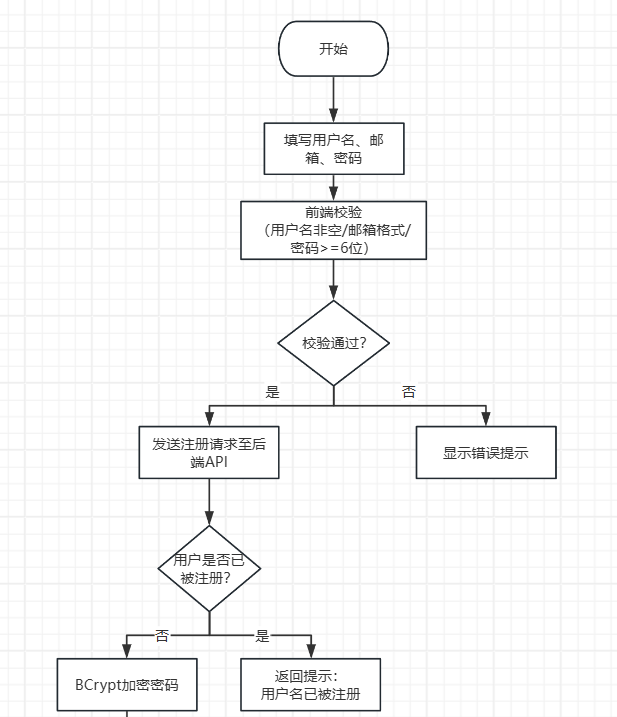 开始
填写用户名、邮
箱、密码
前端校验
（用户名非空/邮箱格式/
密码>=6位）
校验通过?
是
否
发送注册请求至后
端API
显示错误提示
用户是否已
被注册?
否
是
BCrypt加密密码
返回提示：
用户名已被注册